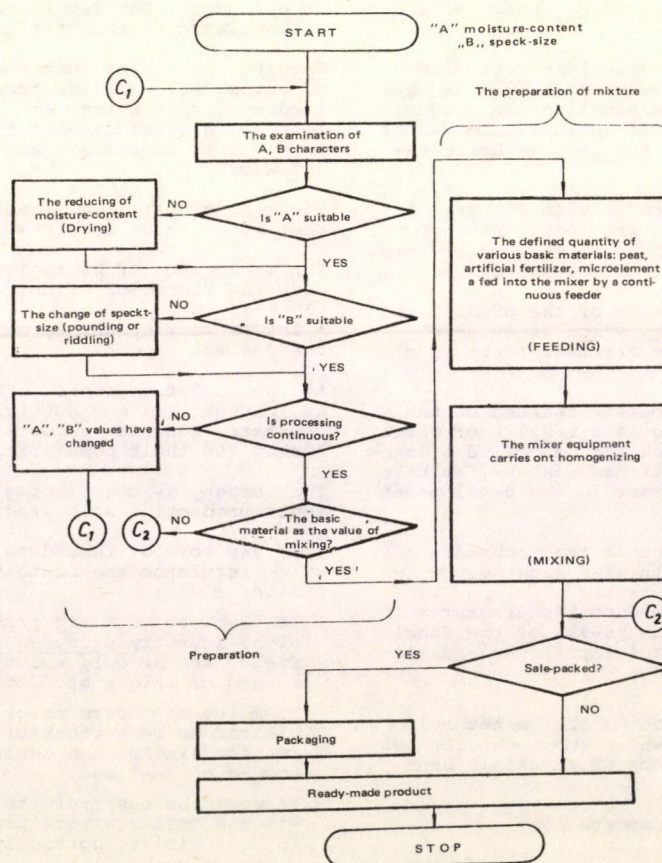 START
"A" moisture-content
„B„ speck-size
C1
The preparation of mixture
The examination of
A, B characters
The reducing of
moisture-content
(Drying)
NO
Is "A" suitable
YES
The change of speckt-
size (pounding or
riddling)
NO
Is "B" suitable
YES
"A", "B" values have
changed
NO
Is processing
continuous?
YES
C1
C2
NO
The basic
material as the value of
mixing?
YES
Preparation
The defined quantity of
various basic materials: peat,
artificial fertilizer, microelement
a fed into the mixer by a conti-
nuous feeder
(FEEDING)
The mixer equipment
carries ont homogenizing
(MIXING)
C2
YES
Sale-packed?
NO
Packaging
Ready-made product
STOP